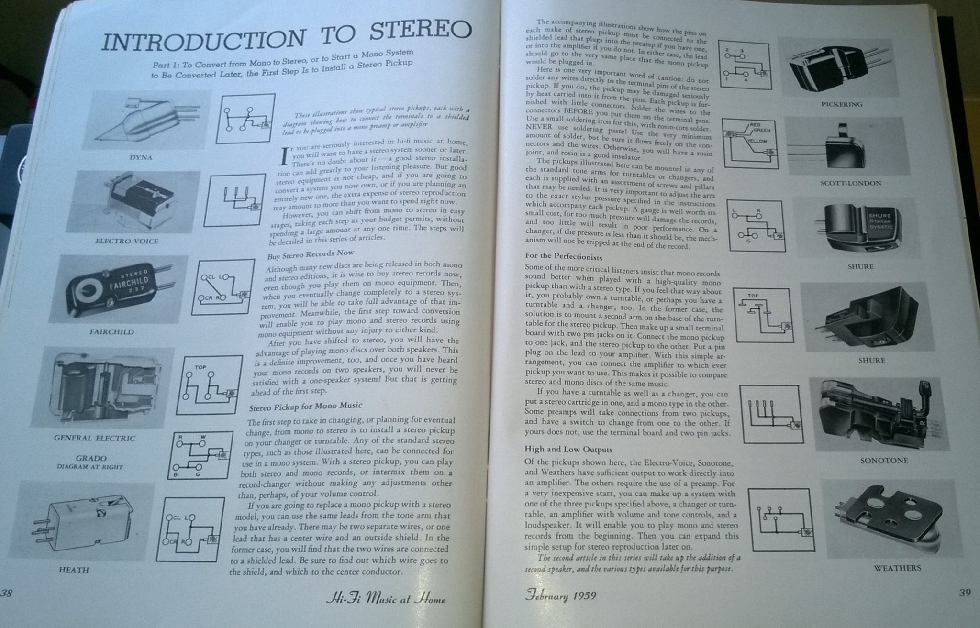 INTRODUCTION TO STEREO
Part 1: To Convert from Mono to Stereo, or to Start a Mono System
to Be Converted Later, the First Step Is to Install a Stereo Pickup
DYNA
ELECTRO-VOICE
FAIRCHILD
GENERAL ELECTRIC
GRADO
DIAGRAM AT RIGHT
HEATH
These illustrations show typical stereo pickups, each with a
diagram showing how to connect the terminals to a shielded
lead to be plugged into a mono preamp or amplifier
IF you are seriously interested in hi-fi music at home,
you will want to have a stereo system sooner or later.
There's no doubt about it — a good stereo installa-
tion can add greatly to your listening pleasure. But good
stereo equipment is not cheap, and if you are going to
convert a system you now own, or if you are planning an
entirely new one, the extra expense of stereo reproduction
may amount to more than you want to spend right now.
However, you can shift from mono to stereo in easy
stages, taking each step as your budget permits, without
spending a large amount at any one time. The steps will
be detailed in this series of articles.
Buy Stereo Records Now
Although many new discs are being released in both mono
and stereo editions, it is wise to buy stereo records now,
even though you play them on mono equipment. Then,
when you eventually change completely to a stereo sys-
tem, you will be able to take full advantage of that im-
provement. Meanwhile, the first step toward conversion
will enable you to play mono and stereo records using
mono equipment without any injury to either kind.
After you have shifted to stereo, you will have the
advantage of playing mono discs over both speakers. This
is a definite improvement, too, and once you have heard
your mono records on two speakers, you will never be
satisfied with a one-speaker system! But that is getting
ahead of the first step.
Stereo Pickup for Mono Music
The first step to take in changing, or planning for eventual
change, from mono to stereo is to install a stereo pickup
on your changer or turntable. Any of the standard stereo
types, such as those illustrated here, can be connected for
use in a mono system. With a stereo pickup, you can play
both stereo and mono records, or intermix them on a
record-changer without making any adjustments other
than, perhaps, of your volume control.
If you are going to replace a mono pickup with a stereo
model, you can use the same leads from the tone arm that
you have already. There may be two separate wires, or one
lead that has a center wire and an outside shield. In the
former case, you will find that the two wires are connected
to a shielded lead. Be sure to find out which wire goes to
the shield, and which to the center conductor.
38
Hi-Fi Music at Home
The accompanying illustrations show how the pins on
each make of stereo pickup must be connected to the
shielded lead that plugs into the preamp if you have one,
or into the amplifier if you do not. In either case, the lead
should go to the very same place that the mono pickup
would be plugged in.
Here is one very important word of caution: do not
solder any wires directly to the terminal pins of the stereo
pickup. If you do, the pickup may be damaged seriously
by heat carried into it from the pins. Each pickup is fur-
nished with little connectors. Solder the wires to the
connectors BEFORE you put them on the terminal pins.
Use a small soldering iron for this, with rosin-core solder.
NEVER use soldering paste! Use the very minimum
amount of solder, but be sure it flows freely on the con-
nectors and the wires. Otherwise, you will have a rosin
joint, and rosin is a good insulator.
The pickups illustrated here can be mounted in any of
the standard tone arms for turntables or changers, and
each is supplied with an assortment of screws and pillars
that may be needed. It is very important to adjust the arm
to the exact stylus pressure specified in the instructions
which accompany each pickup. A gauge is well worth its
small cost, for too much pressure will damage the records,
and too little will result in poor performance. On a
changer, if the pressure is less than it should be, the mech-
anism will not be tripped at the end of the record.
For the Perfectionists
Some of the more critical listeners insist that mono records
sound better when played with a high-quality mono
pickup than with a stereo type. If you feel that way about
it, you probably own a turntable, or perhaps you have a
turntable and a changer, too. In the former case, the
solution is to mount a second arm on the base of the turn-
table for the stereo pickup. Then make up a small terminal
board with two pin jacks on it. Connect the mono pickup
to one jack, and the stereo pickup to the other. Put a pin
plug on the lead to your amplifier. With this simple ar-
rangement, you can connect the amplifier to which ever
pickup you want to use. This makes it possible to compare
stereo and mono discs of the same music.
If you have a turntable as well as a changer, you can
put a stereo cartridge in one, and a mono type in the other.
Some preamps will take connections from two pickups,
and have a switch to change from one to the other. If
yours does not, use the terminal board and two pin jacks.
High and Low Outputs
Of the pickups shown here, the Electro-Voice, Sonotone,
and Weathers have sufficient output to work directly into
an amplifier. The others require the use of a preamp. For
a very inexpensive start, you can make up a system with
one of the three pickups specified above, a changer or turn-
table, an amplifier with volume and tone controls, and a
loudspeaker. It will enable you to play mono and stereo
records from the beginning. Then you can expand this
simple setup for stereo reproduction later on.
The second article in this series will take up the addition of a
second speaker, and the various types available for this purpose.
PICKERING
RED
GREEN
YELLOW
SCOTT-LONDON
SHURE
TOP
SHURE
SONOTONE
WEATHERS
February 1959
39